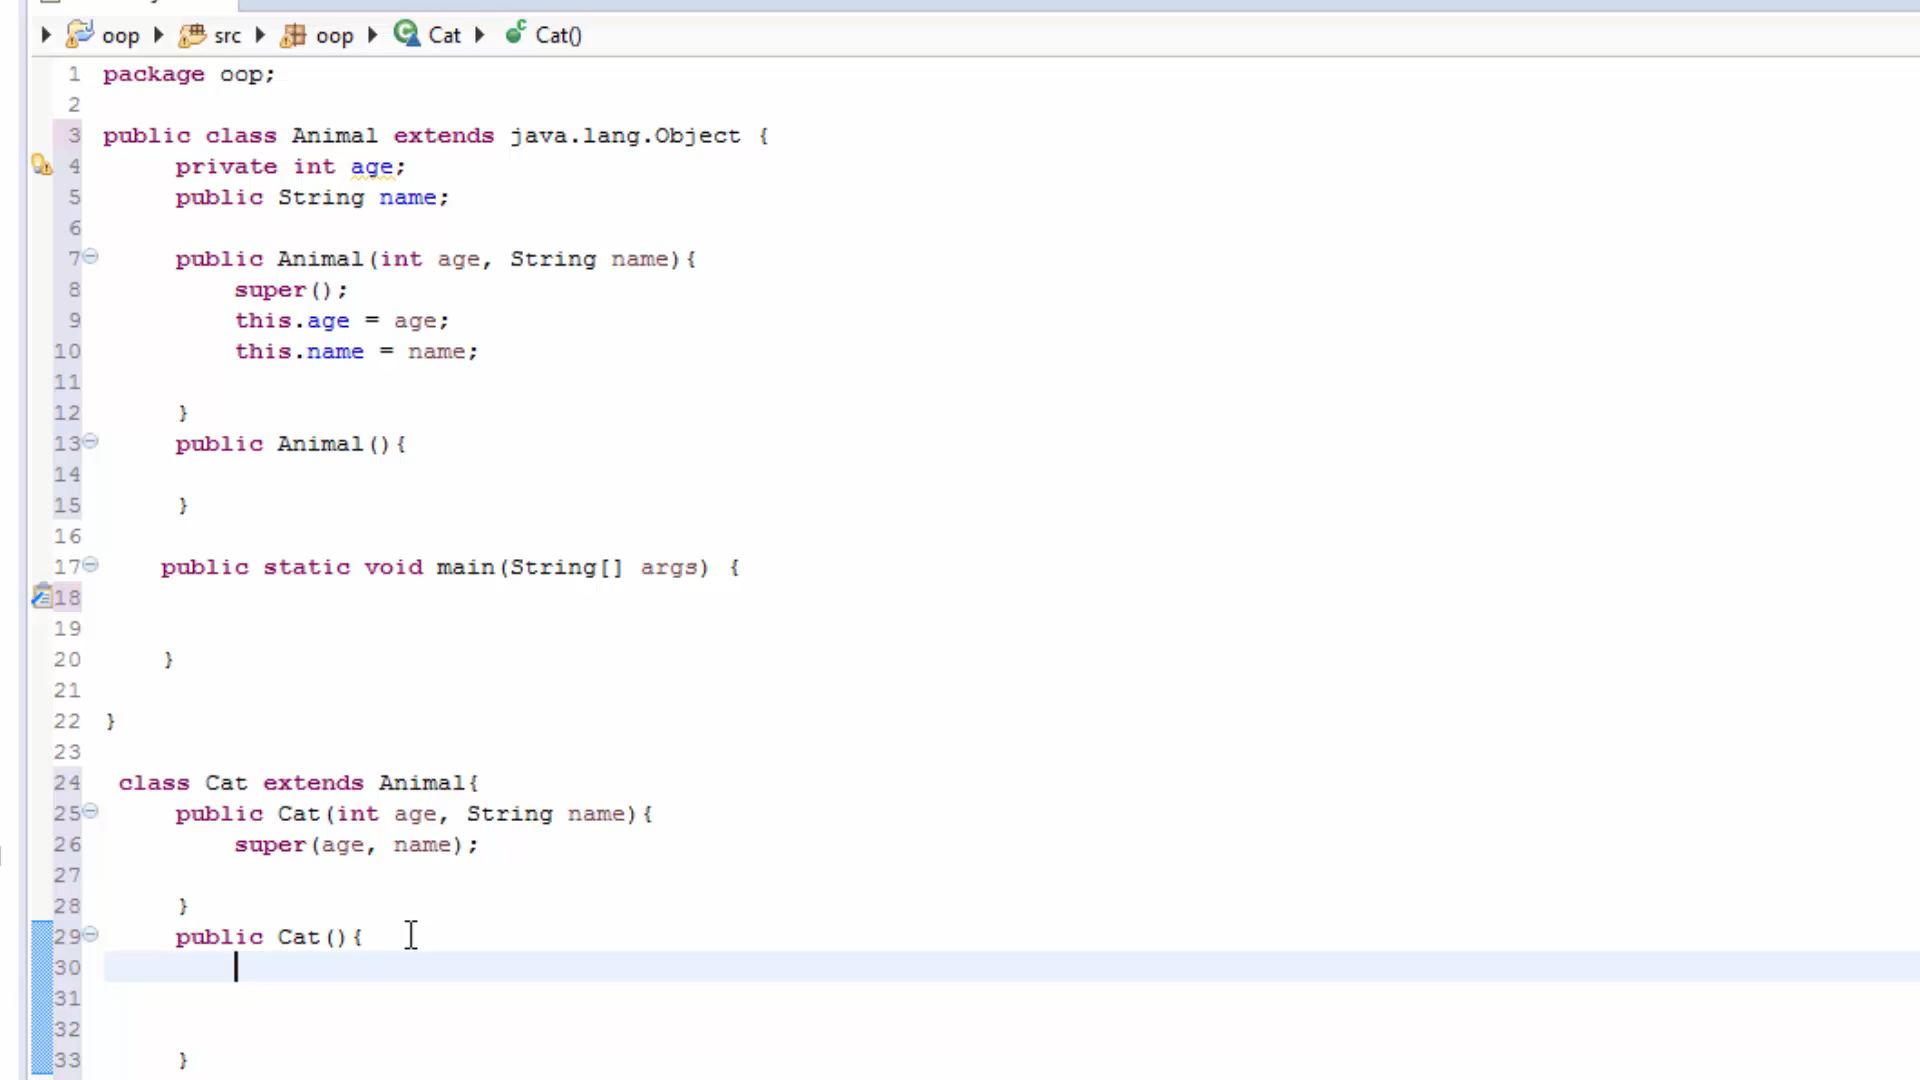 oop src oop Cat Cat()
1 package oop;
2
3 public class Animal extends java.lang.Object {
4 private int age;
5 public String name;
6
7 public Animal(int age, String name){
8 super();
9 this.age = age;
10 this.name = name;
11
12 }
13 public Animal(){
14
15 }
16
17 public static void main(String[] args) {
18
19
20 }
21
22 }
23
24 class Cat extends Animal{
25 public Cat(int age, String name){
26 super(age, name);
27
28 }
29 public Cat(){
30
31
32
33 }